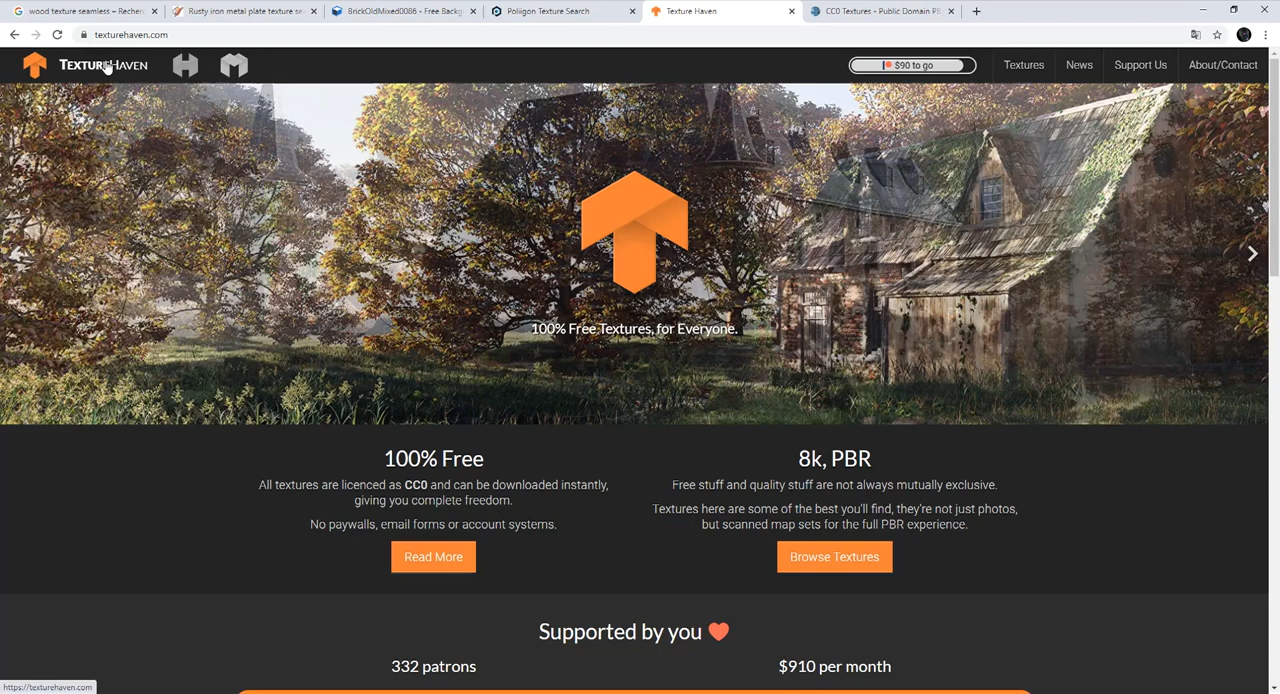 wood texture seamless – Recher
Rusty iron metal plate texture se
BrickOldMixed0086 - Free Backg
Poliigon Texture Search
Texture Haven
CC0 Textures - Public Domain PB
texturehaven.com
TEXTUREHAVEN
$90 to go
Textures
News
Support Us
About/Contact
100% Free Textures, for Everyone.
100% Free
All textures are licenced as CC0 and can be downloaded instantly,
giving you complete freedom.
No paywalls, email forms or account systems.
Read More
8k, PBR
Free stuff and quality stuff are not always mutually exclusive.
Textures here are some of the best you'll find, they're not just photos,
but scanned map sets for the full PBR experience.
Browse Textures
Supported by you
332 patrons
$910 per month
https://texturehaven.com